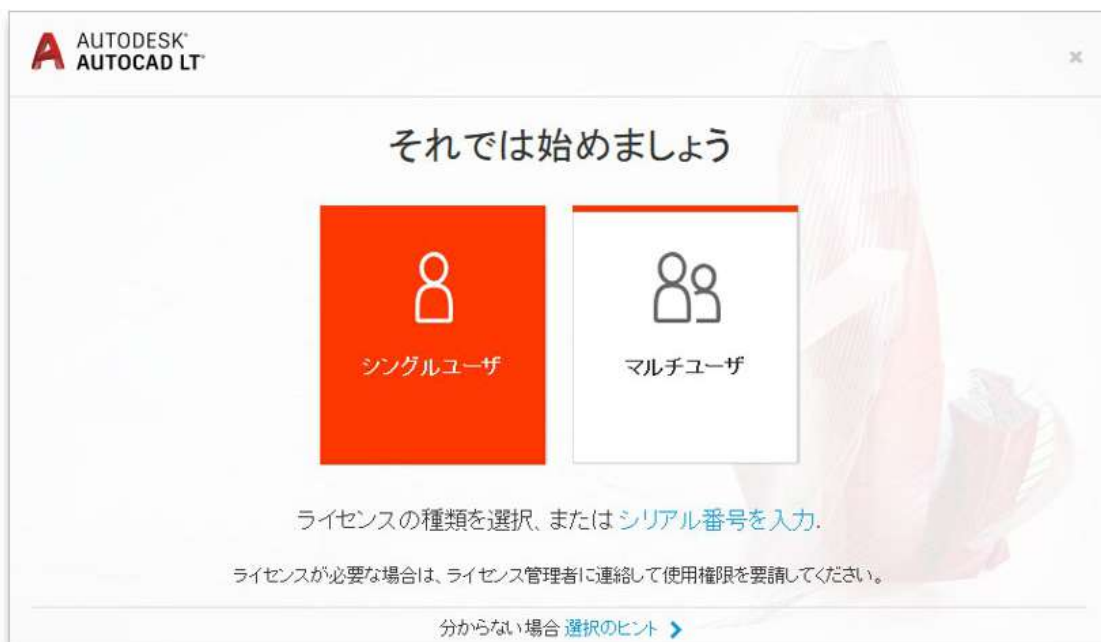 AUTODESK®
AUTOCAD LT®
それでは始めましょう
シングルユーザ
マルチユーザ
ライセンスの種類を選択、または シリアル番号を入力.
ライセンスが必要な場合は、ライセンス管理者に連絡して使用権限を要請してください。
分からない場合 選択のヒント